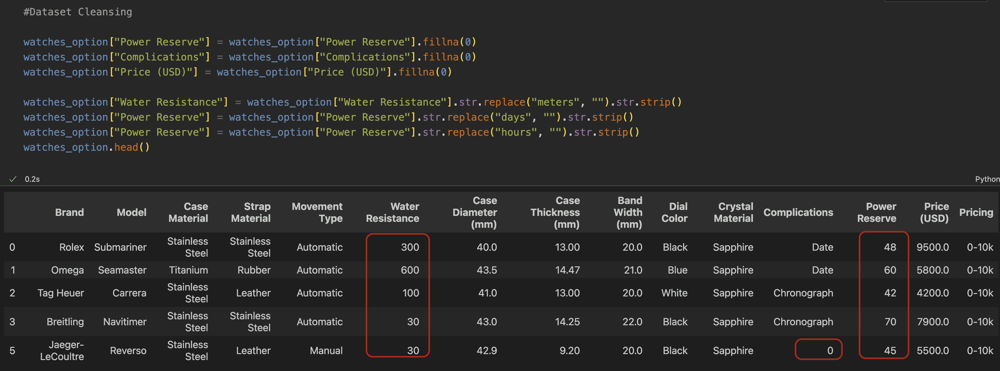 #Dataset Cleansing
watches_option["Power Reserve"] = watches_option["Power Reserve"].fillna(0)
watches_option["Complications"] = watches_option["Complications"].fillna(0)
watches_option["Price (USD)"] = watches_option["Price (USD)"].fillna(0)
watches_option["Water Resistance"] = watches_option["Water Resistance"].str.replace("meters", "").str.strip()
watches_option["Power Reserve"] = watches_option["Power Reserve"].str.replace("days", "").str.strip()
watches_option["Power Reserve"] = watches_option["Power Reserve"].str.replace("hours", "").str.strip()
watches_option.head()
0.2s Python
Brand Model Case Material Strap Material Movement Type Water Resistance Case Diameter (mm) Case Thickness (mm) Band Width (mm) Dial Color Crystal Material Complications Power Reserve Price (USD) Pricing
0 Rolex Submariner Stainless Steel Stainless Steel Automatic 300 40.0 13.00 20.0 Black Sapphire Date 48 9500.0 0-10k
1 Omega Seamaster Titanium Rubber Automatic 600 43.5 14.47 21.0 Blue Sapphire Date 60 5800.0 0-10k
2 Tag Heuer Carrera Stainless Steel Leather Automatic 100 41.0 13.00 20.0 White Sapphire Chronograph 42 4200.0 0-10k
3 Breitling Navitimer Stainless Steel Stainless Steel Automatic 30 43.0 14.25 22.0 Black Sapphire Chronograph 70 7900.0 0-10k
5 Jaeger-LeCoultre Reverso Stainless Steel Leather Manual 30 42.9 9.20 20.0 Black Sapphire 0 45 5500.0 0-10k